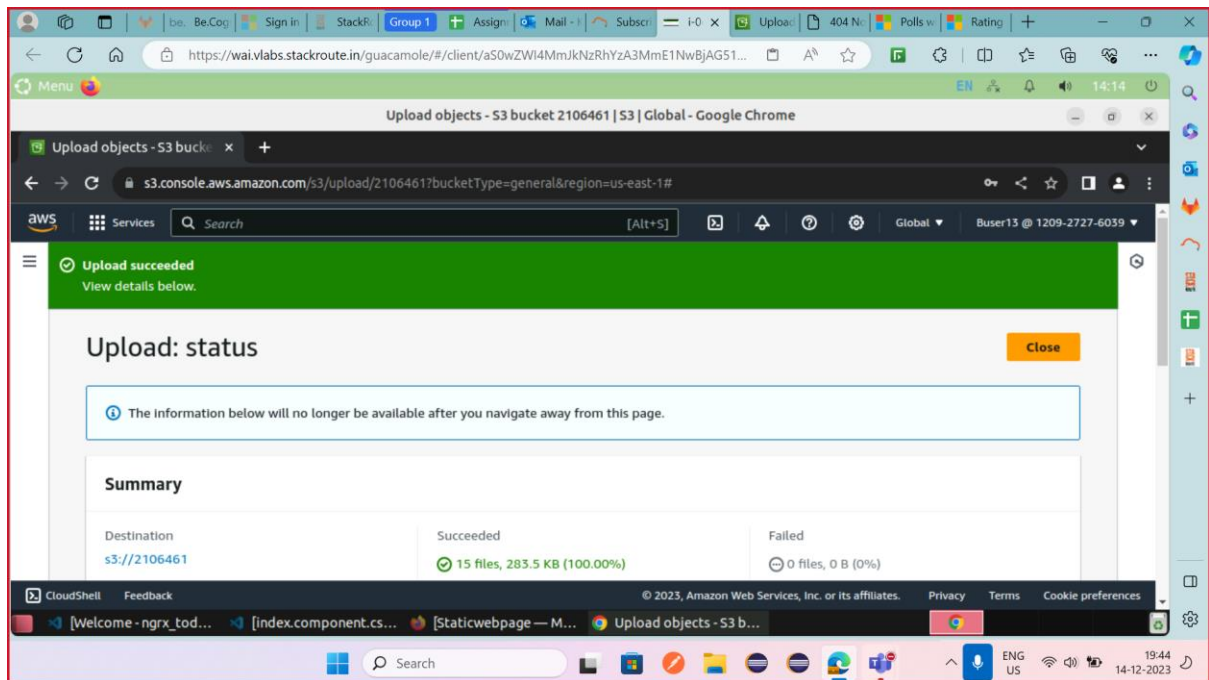 be. Be.Cog Sign in StackRo Group 1 Assign Mail - Subscri i-0 Upload 404 No Polls w Rating
https://wai.vlabs.stackroute.in/guacamole/#/client/aS0wZWI4MmJkNzRhYzA3MmE1NwBjAG51...
Menu EN 14:14
Upload objects - S3 bucket 2106461 | S3 | Global - Google Chrome
Upload objects - S3 bucke
s3.console.aws.amazon.com/s3/upload/2106461?bucketType=general&region=us-east-1#
aws Services Search [Alt+S] Global Buser13 @ 1209-2727-6039
Upload succeeded
View details below.
Upload: status
Close
The information below will no longer be available after you navigate away from this page.
Summary
Destination Succeeded Failed
s3://2106461 15 files, 283.5 KB (100.00%) 0 files, 0 B (0%)
CloudShell Feedback © 2023, Amazon Web Services, Inc. or its affiliates. Privacy Terms Cookie preferences
[Welcome - ngrx_tod... [index.component.cs... [Staticwebpage — M... Upload objects - S3 b...
Search ENG 19:44
US 14-12-2023